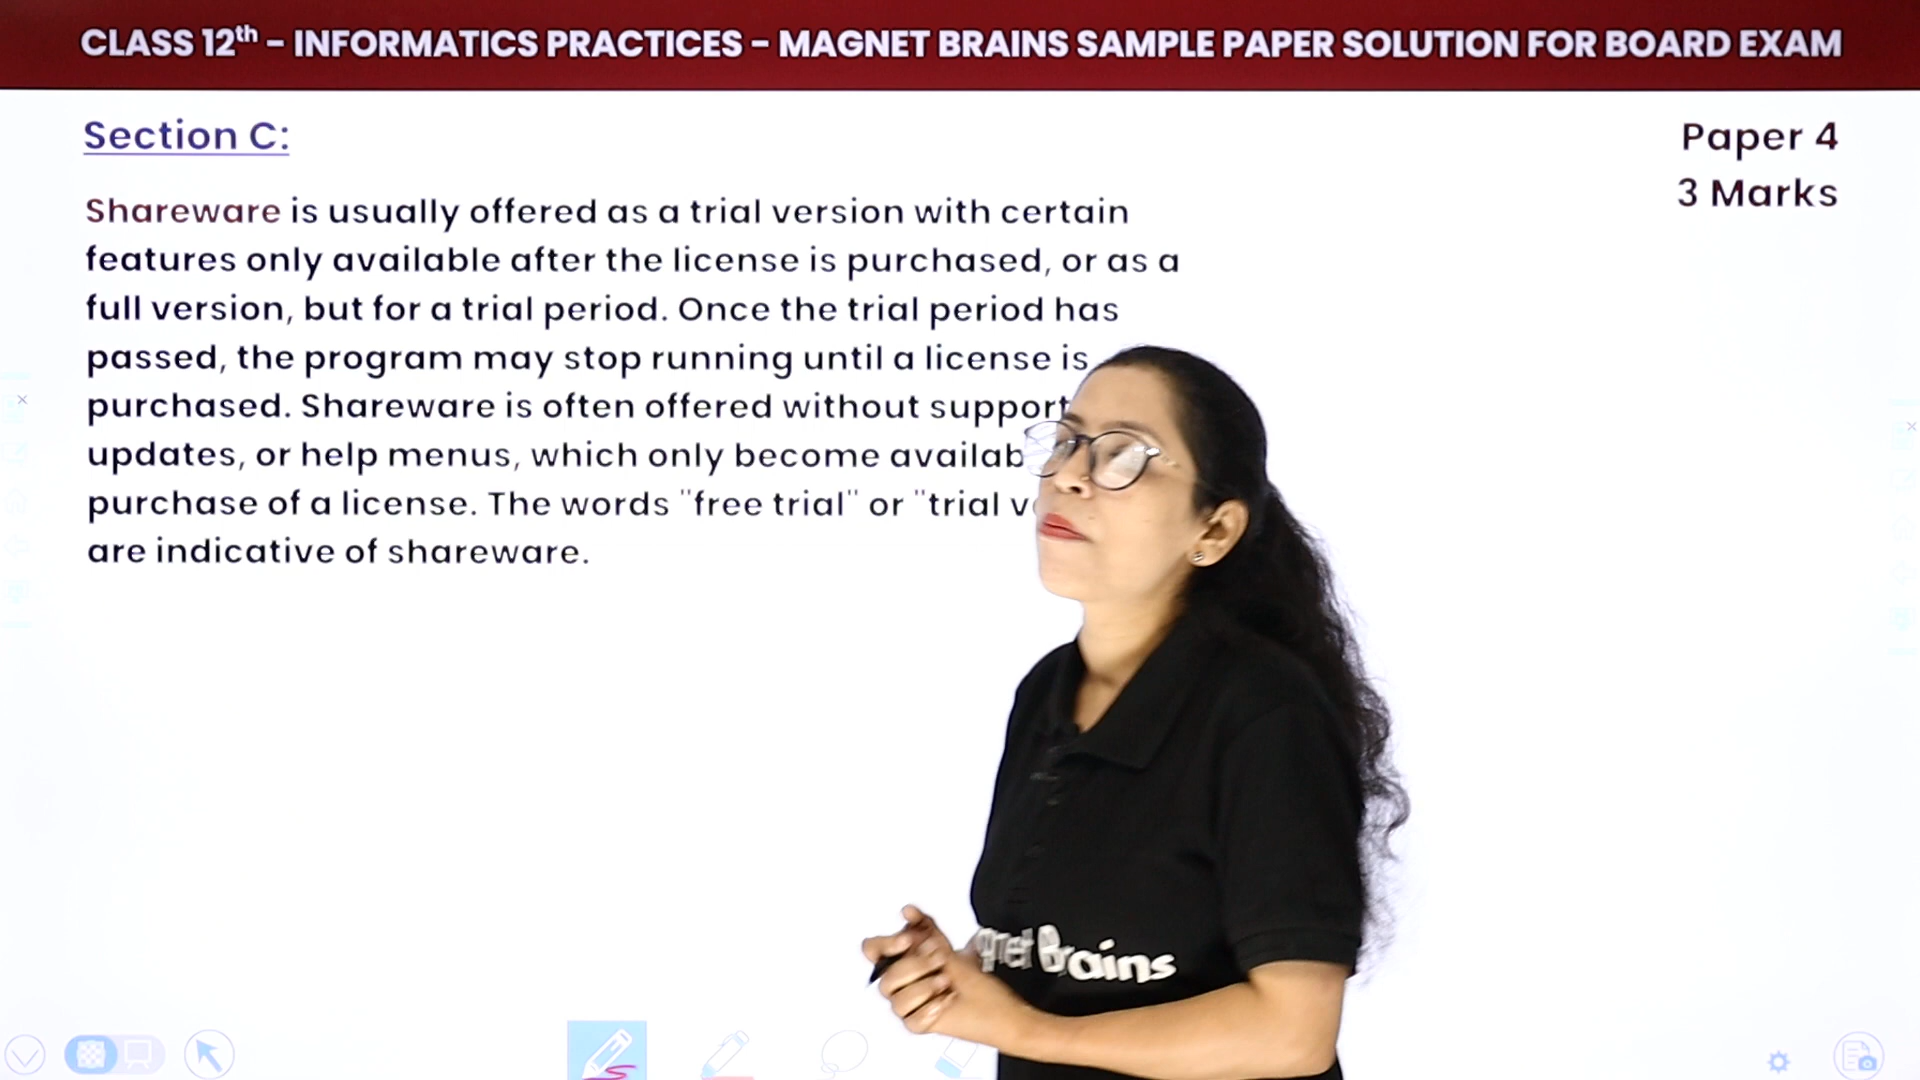 CLASS 12th - INFORMATICS PRACTICES - MAGNET BRAINS SAMPLE PAPER SOLUTION FOR BOARD EXAM
Section C:
Paper 4
3 Marks
Shareware is usually offered as a trial version with certain
features only available after the license is purchased, or as a
full version, but for a trial period. Once the trial period has
passed, the program may stop running until a license is
purchased. Shareware is often offered without support
updates, or help menus, which only become
purchase of a license. The words "free trial" or "trial
are indicative of shareware.
Brains